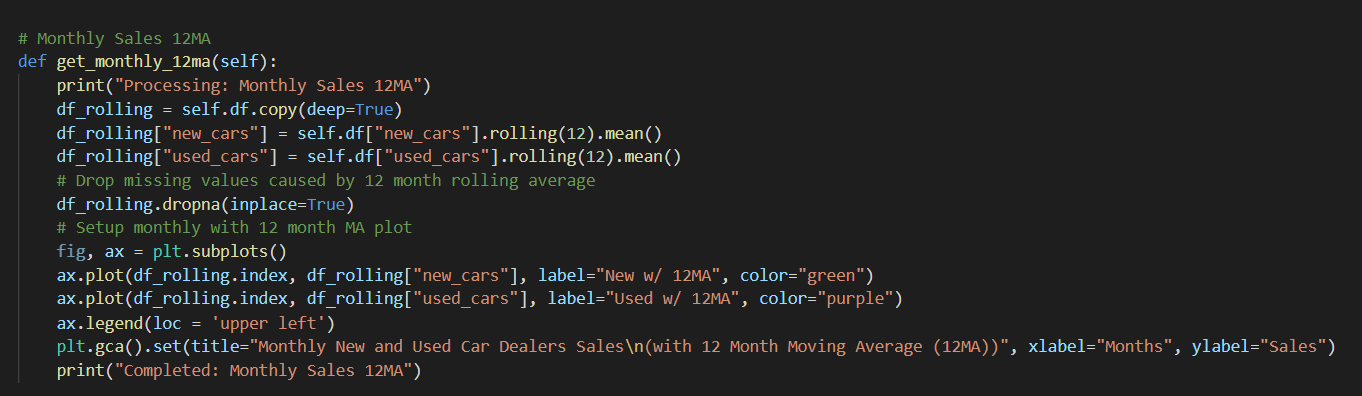 # Monthly Sales 12MA
def get_monthly_12ma(self):
    print("Processing: Monthly Sales 12MA")
    df_rolling = self.df.copy(deep=True)
    df_rolling["new_cars"] = self.df["new_cars"].rolling(12).mean()
    df_rolling["used_cars"] = self.df["used_cars"].rolling(12).mean()
    # Drop missing values caused by 12 month rolling average
    df_rolling.dropna(inplace=True)
    # Setup monthly with 12 month MA plot
    fig, ax = plt.subplots()
    ax.plot(df_rolling.index, df_rolling["new_cars"], label="New w/ 12MA", color="green")
    ax.plot(df_rolling.index, df_rolling["used_cars"], label="Used w/ 12MA", color="purple")
    ax.legend(loc = 'upper left')
    plt.gca().set(title="Monthly New and Used Car Dealers Sales\n(with 12 Month Moving Average (12MA))", xlabel="Months", ylabel="Sales")
    print("Completed: Monthly Sales 12MA")